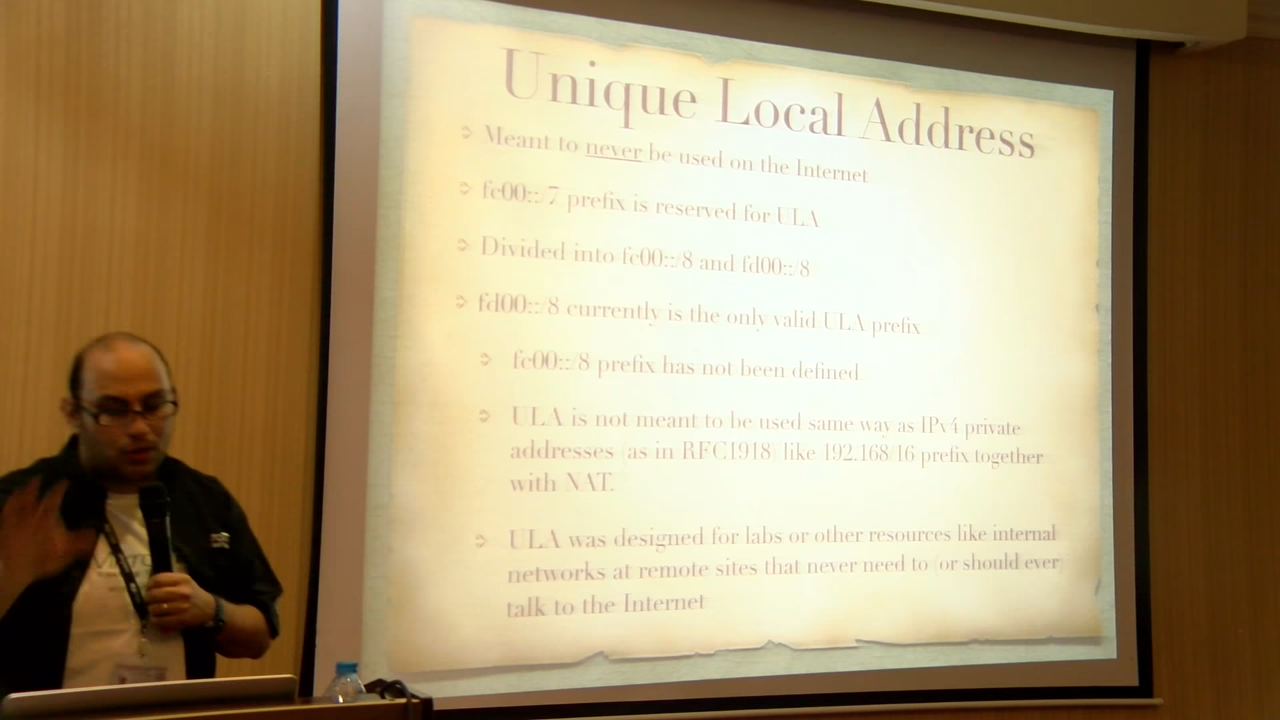 Unique Local Address
Meant to never be used on the Internet
fc00::/7 prefix is reserved for ULA
Divided into fc00::/8 and fd00::/8
fd00::/8 currently is the only valid ULA prefix
fc00::/8 prefix has not been defined
ULA is not meant to be used same way as IPv4 private
addresses (as in RFC1918) like 192.168/16 prefix together
with NAT.
ULA was designed for labs or other resources like internal
networks at remote sites that never need to (or should ever)
talk to the Internet